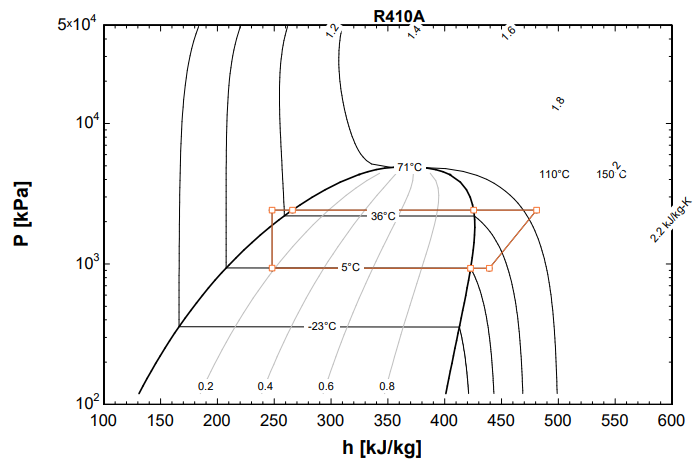 R410A
5×10⁴
10⁴
10³
10²
P [kPa]
1.2
1.4
1.6
1.8
2
2.2 kJ/kg-K
71°C
110°C
150°C
36°C
5°C
-23°C
0.2
0.4
0.6
0.8
100
150
200
250
300
350
400
450
500
550
600
h [kJ/kg]